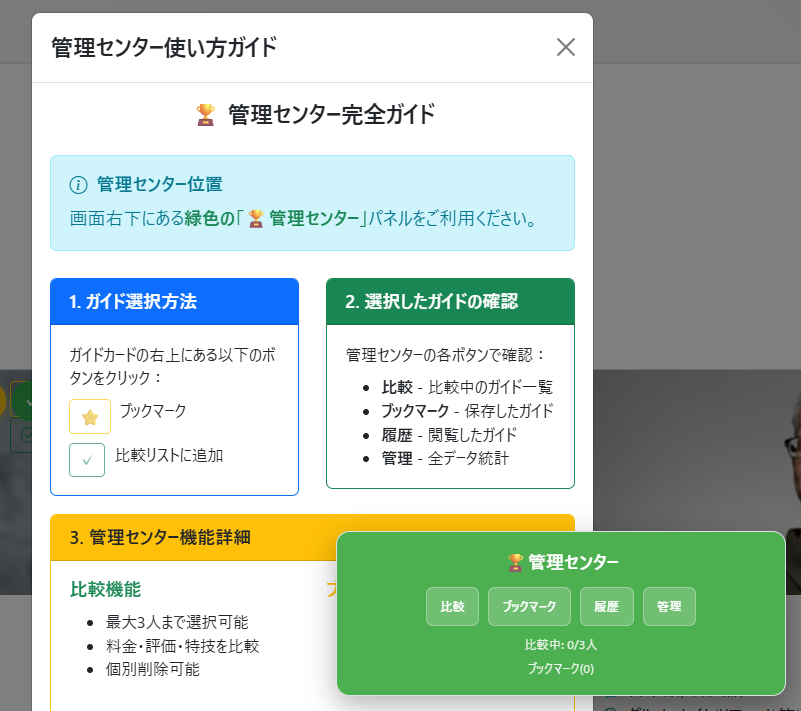 管理センター使い方ガイド
🏆 管理センター完全ガイド
管理センター位置
画面右下にある緑色の「🏆 管理センター」パネルをご利用ください。
1. ガイド選択方法
ガイドカードの右上にある以下のボ
タンをクリック：
ブックマーク
✓ 比較リストに追加
2. 選択したガイドの確認
管理センターの各ボタンで確認：
比較 - 比較中のガイド一覧
ブックマーク - 保存したガイド
履歴 - 閲覧したガイド
管理 - 全データ統計
3. 管理センター機能詳細
比較機能
最大3人まで選択可能
料金・評価・特技を比較
個別削除可能
🏆 管理センター
比較 ブックマーク 履歴 管理
比較中: 0/3人
ブックマーク(0)